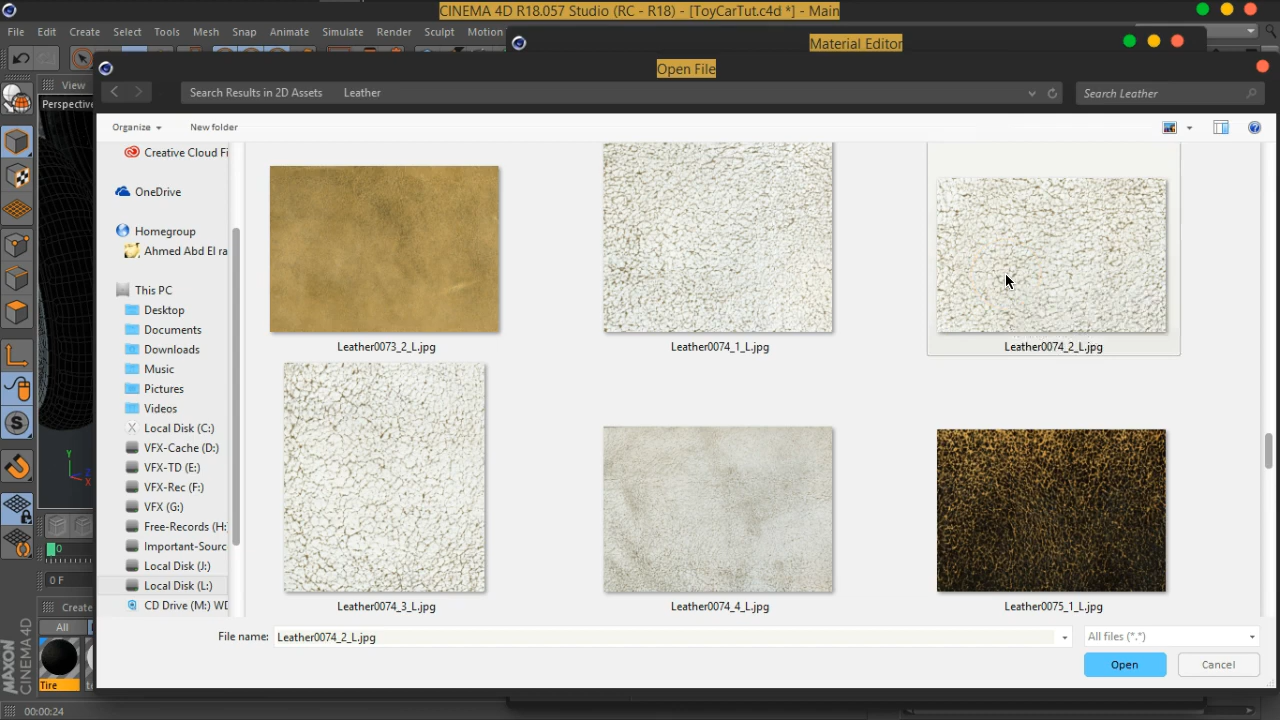 CINEMA 4D R18.057 Studio (RC - R18) - [ToyCarTut.c4d *] - Main
File Edit Create Select Tools Mesh Snap Animate Simulate Render Sculpt Motion
Material Editor
Open File
View
Perspective
Search Results in 2D Assets Leather
Search Leather
Organize
New folder
Creative Cloud Fi
OneDrive
Homegroup
Ahmed Abd El ra
This PC
Desktop
Documents
Downloads
Music
Pictures
Videos
Local Disk (C:)
VFX-Cache (D:)
VFX-TD (E:)
VFX-Rec (F:)
VFX (G:)
Free-Records (H:
Important-Sourc
Local Disk (J:)
Local Disk (L:)
CD Drive (M:) WD
Leather0073_2_L.jpg
Leather0074_1_L.jpg
Leather0074_2_L.jpg
Leather0074_3_L.jpg
Leather0074_4_L.jpg
Leather0075_1_L.jpg
File name: Leather0074_2_L.jpg
All files (*.*)
Open
Cancel
Y
Z
X
0
0 F
Create
All
Tire
MAXON
CINEMA 4D
00:00:24